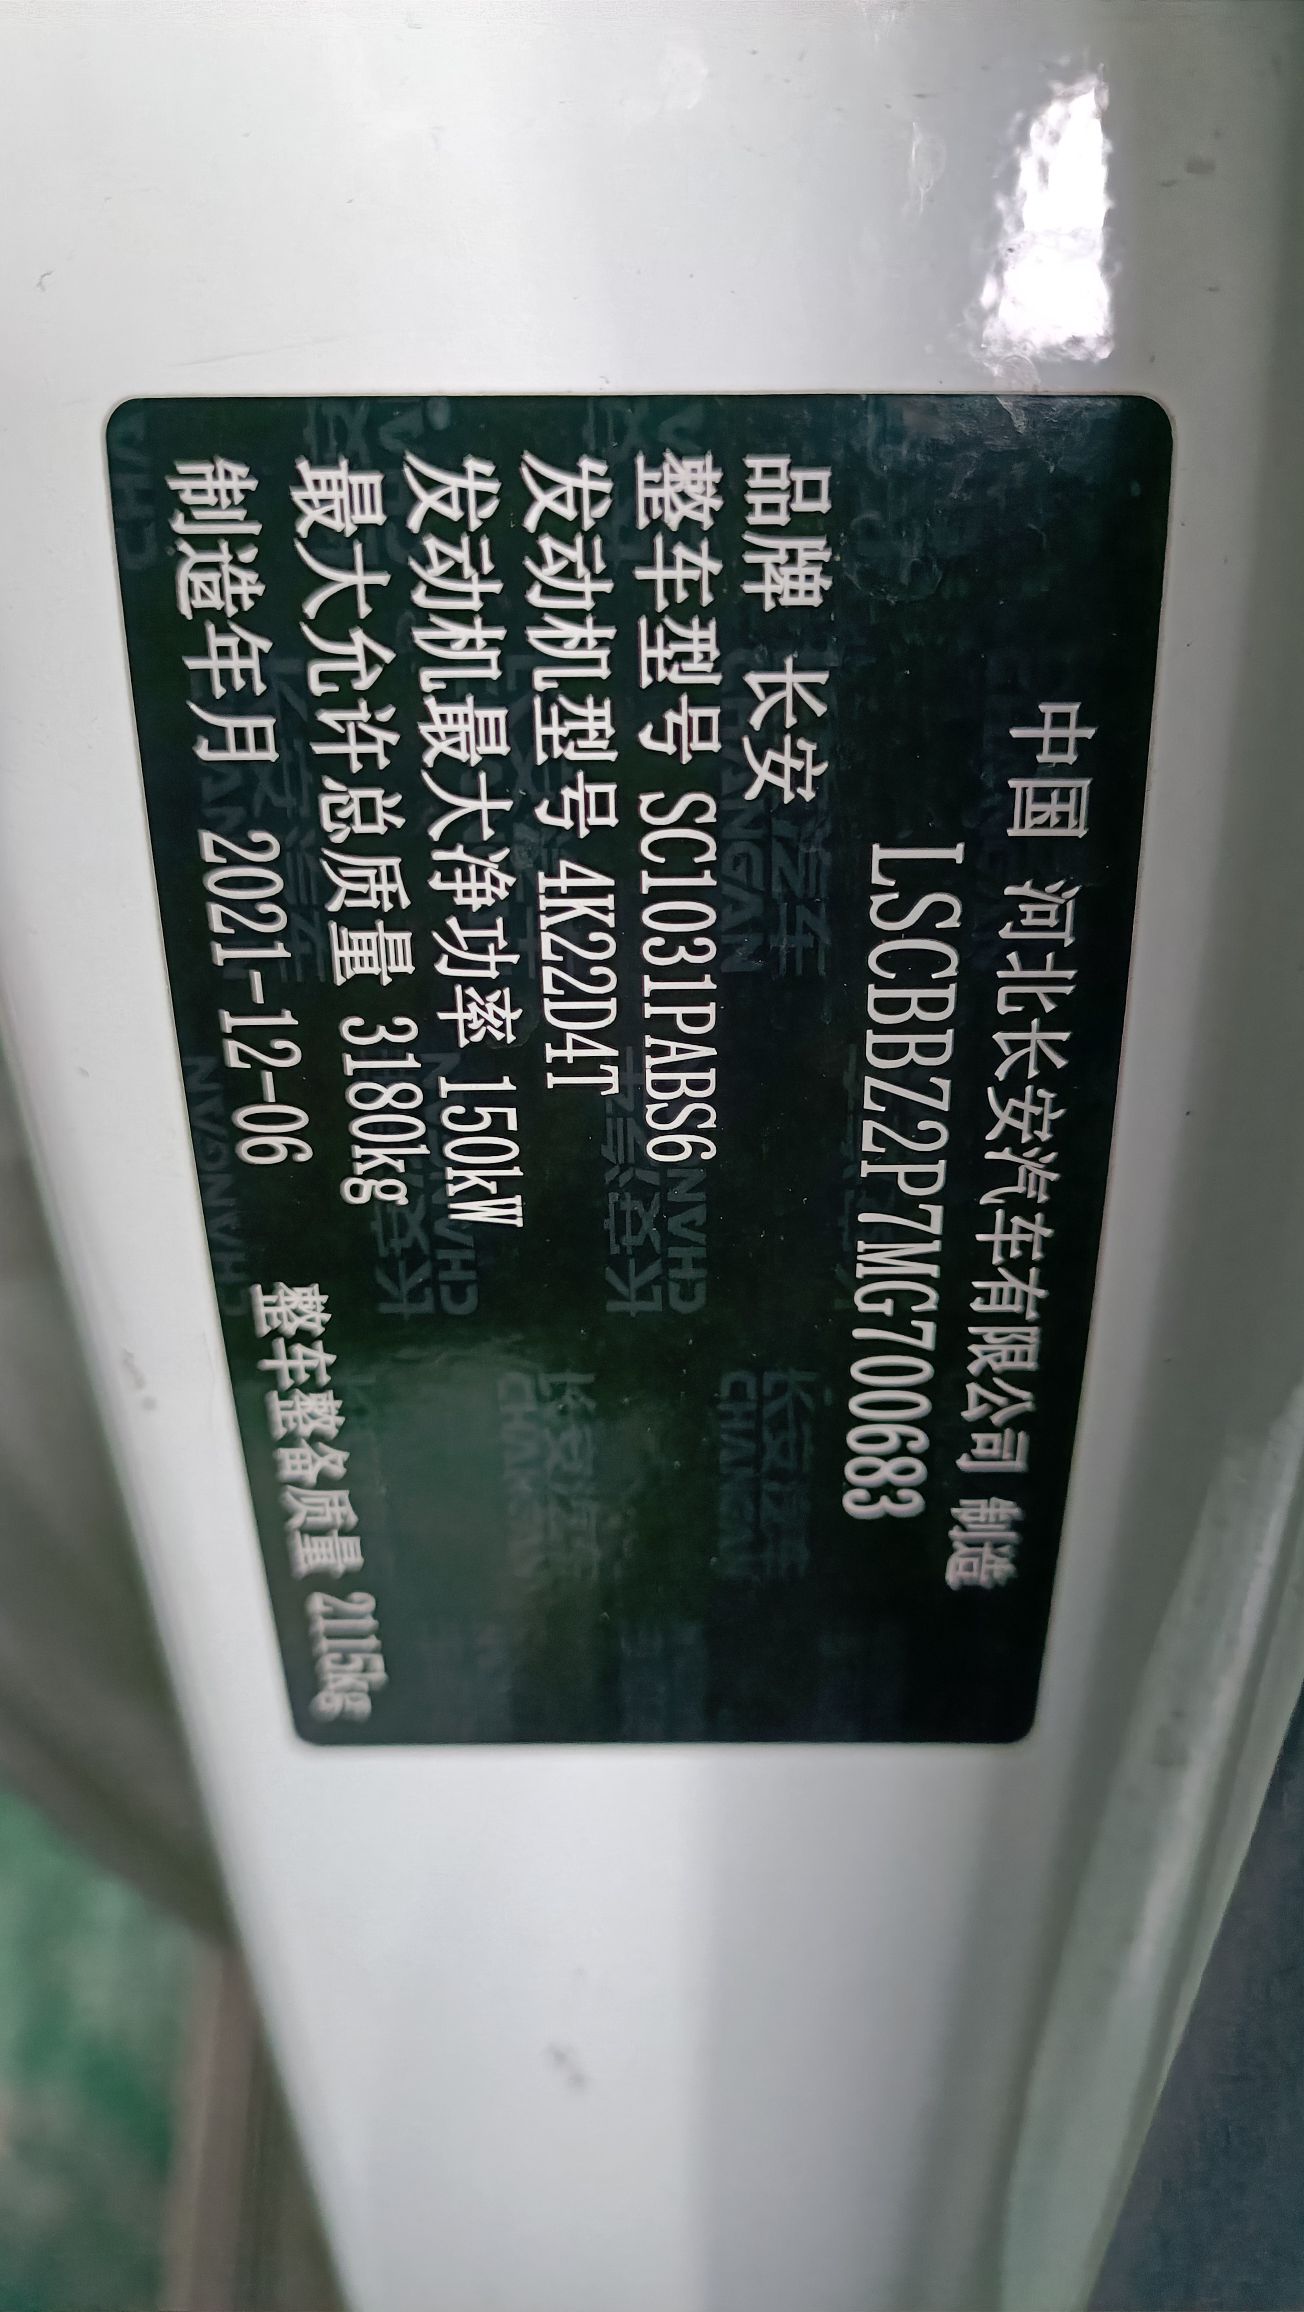 中国 河北长安汽车有限公司 制造
LSCBBZ2P7MG700683
品牌 长安
整车型号 SC1031PABS6
发动机型号 4K22D4T
发动机最大净功率 150kW
最大允许总质量 3180kg
制造年月 2021-12-06 整车整备质量 2115kg